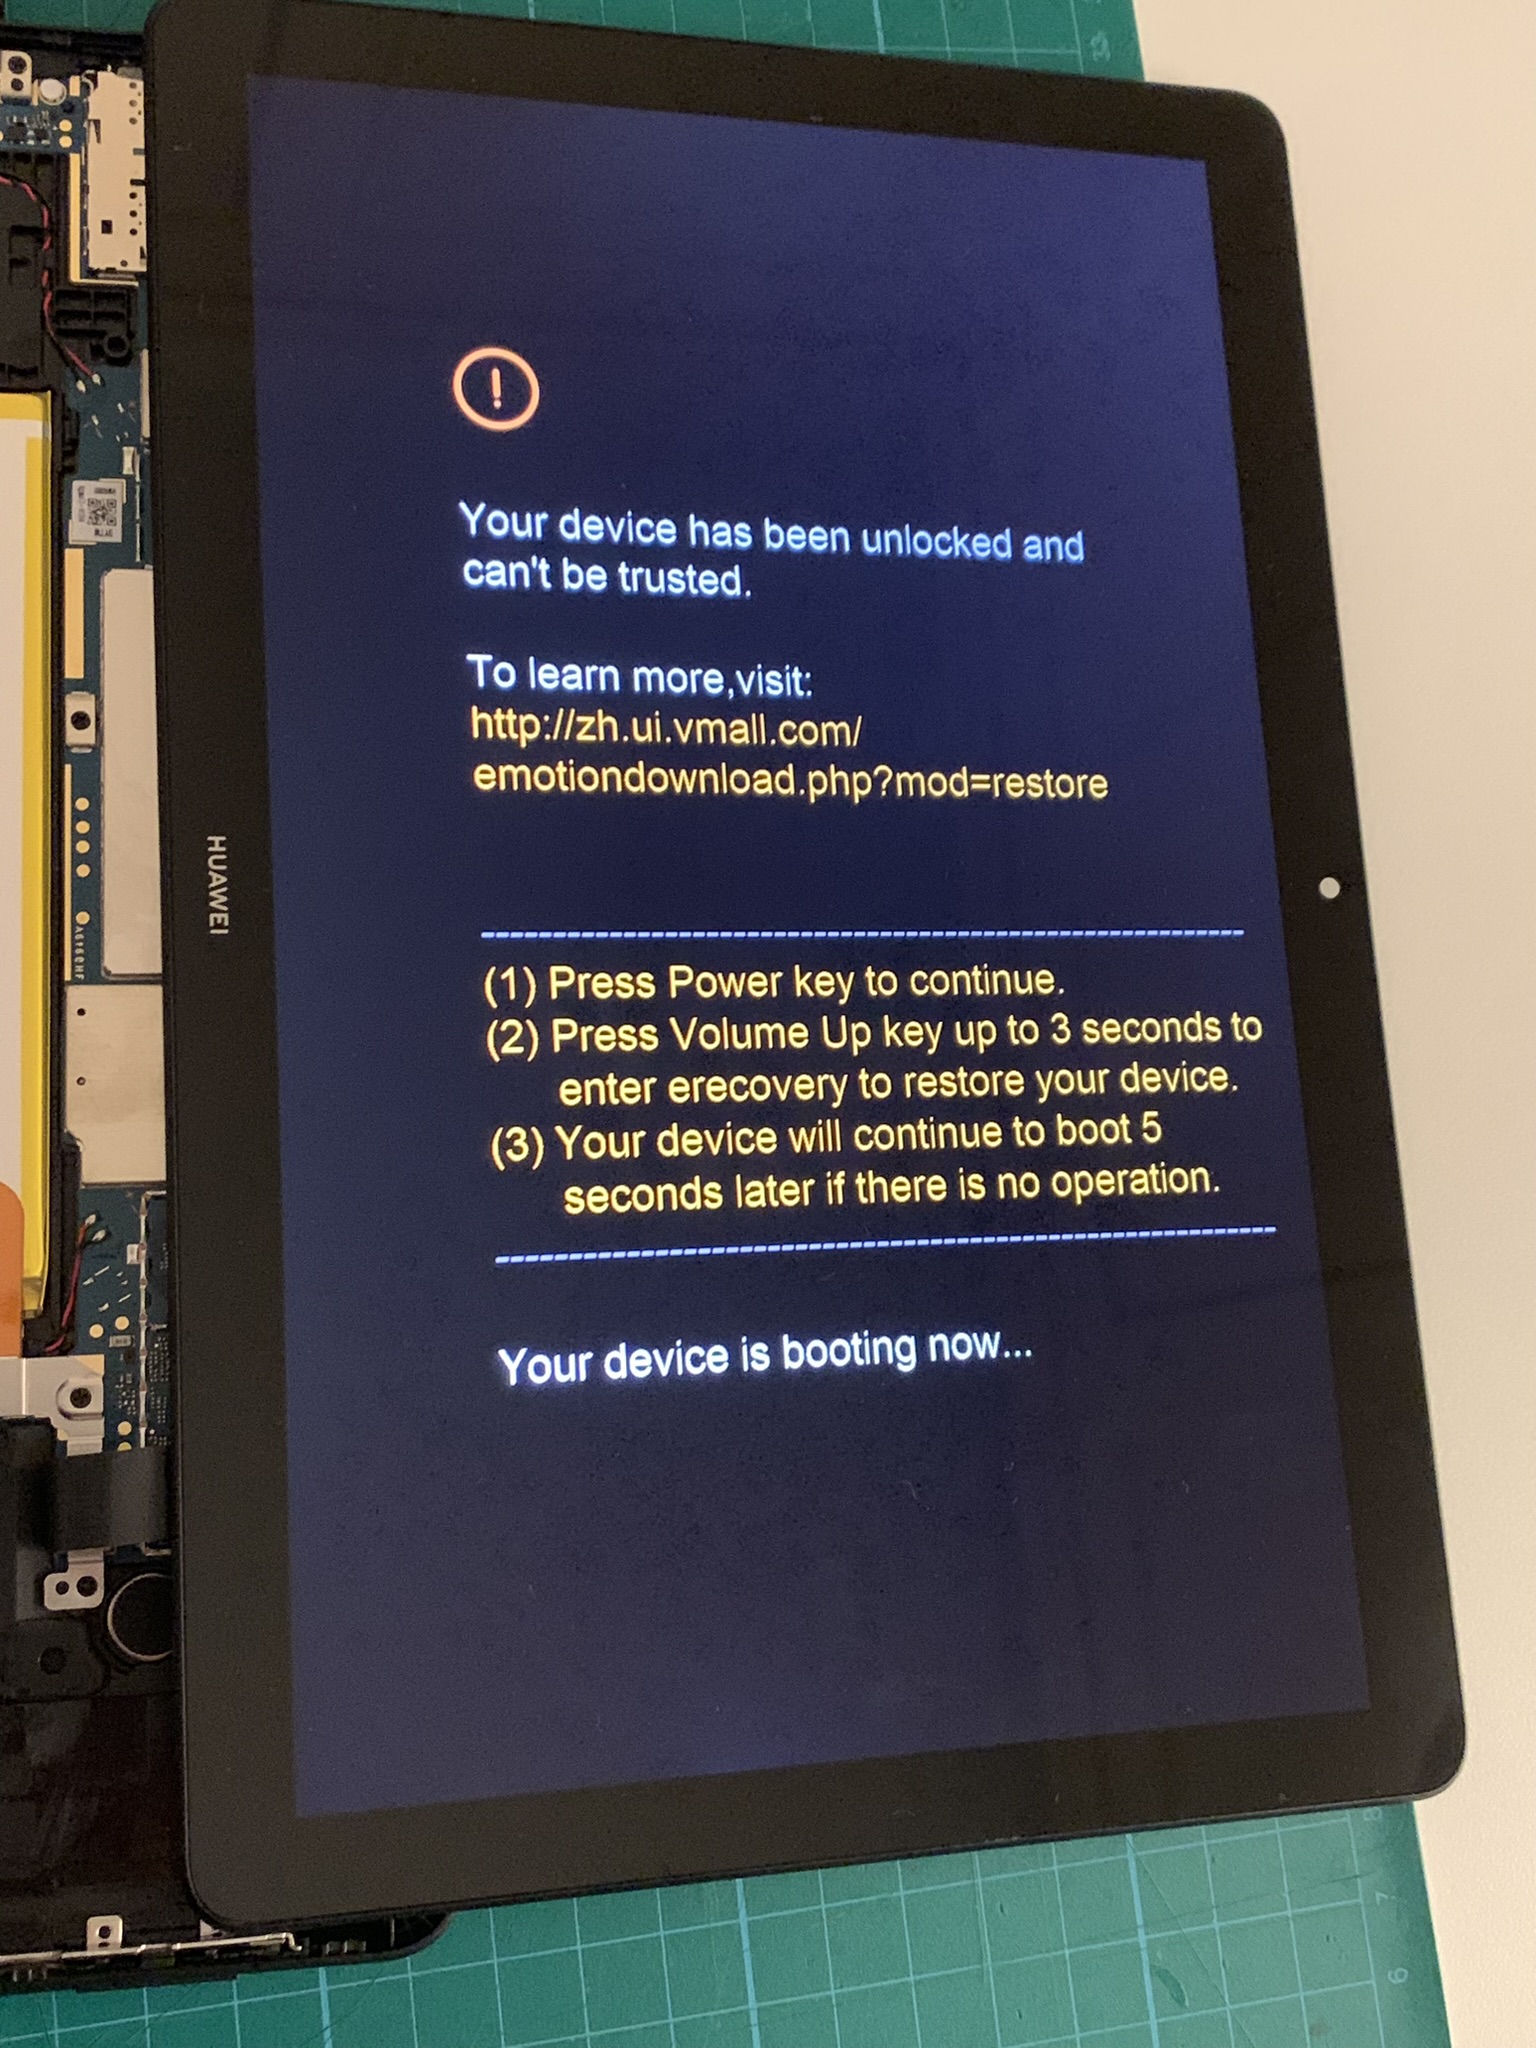 Your device has been unlocked and
can't be trusted.
To learn more,visit:
http://zh.ui.vmall.com/
emotiondownload.php?mod=restore
HUAWEI
(1) Press Power key to continue.
(2) Press Volume Up key up to 3 seconds to
enter erecovery to restore your device.
(3) Your device will continue to boot 5
seconds later if there is no operation.
Your device is booting now...